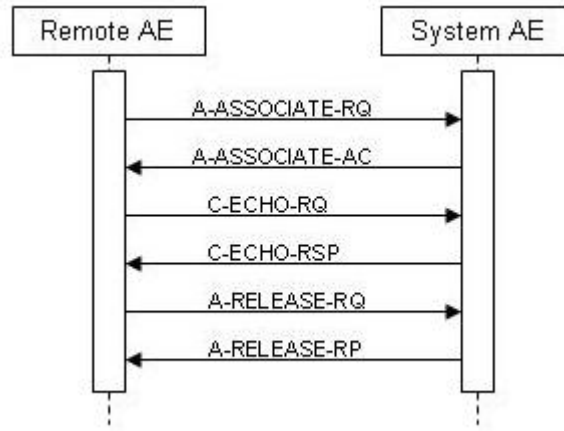 Remote AE
System AE
A-ASSOCIATE-RQ
A-ASSOCIATE-AC
C-ECHO-RQ
C-ECHO-RSP
A-RELEASE-RQ
A-RELEASE-RP